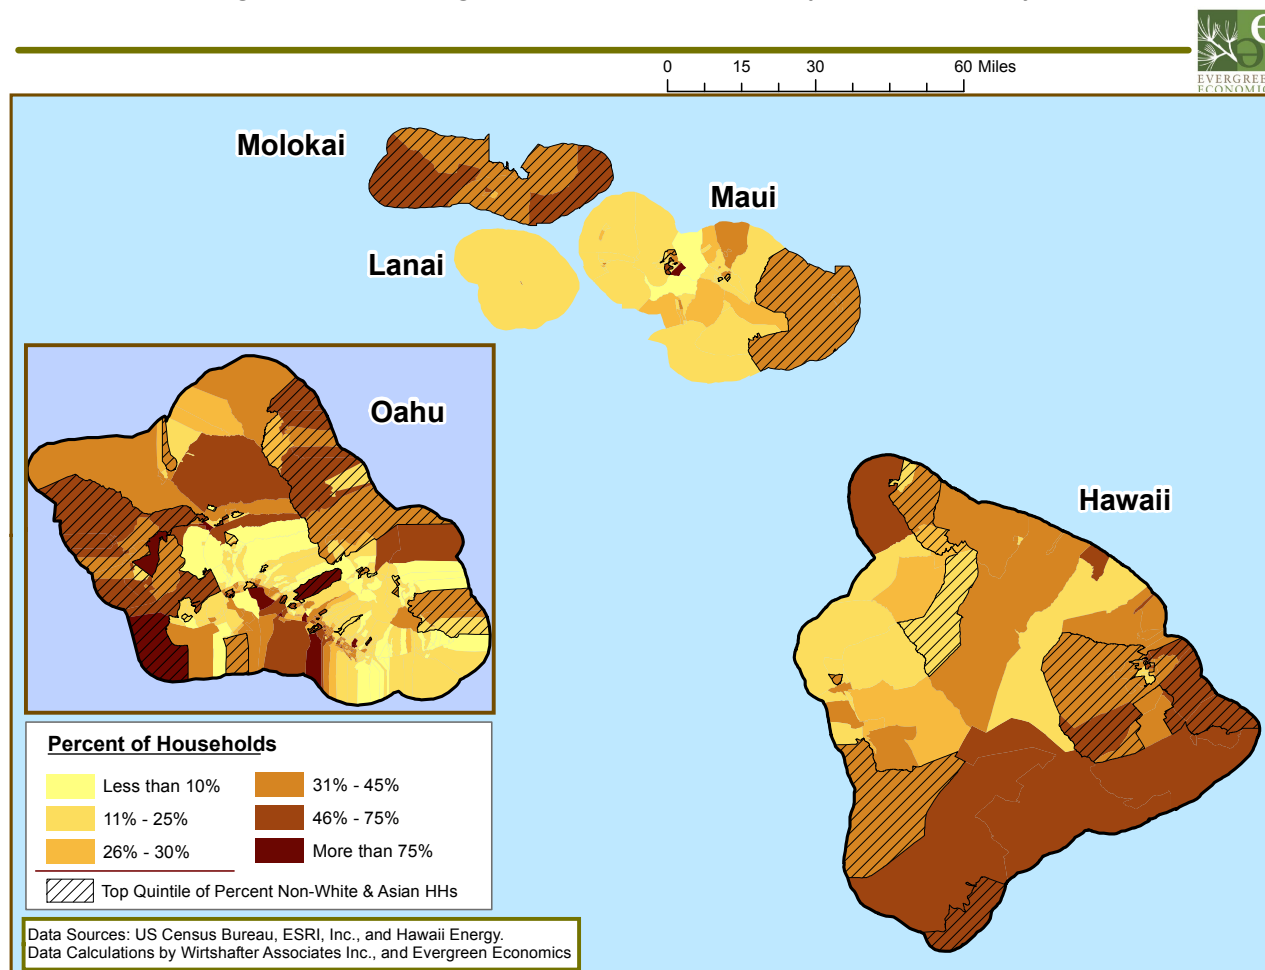 0 15 30 60 Miles
EVERGREE
ECONOMIC
Molokai
Maui
Lanai
Oahu
Hawaii
Percent of Households
Less than 10%
11% - 25%
26% - 30%
31% - 45%
46% - 75%
More than 75%
Top Quintile of Percent Non-White & Asian HHs
Data Sources: US Census Bureau, ESRI, Inc., and Hawaii Energy.
Data Calculations by Wirtshafter Associates Inc., and Evergreen Economics